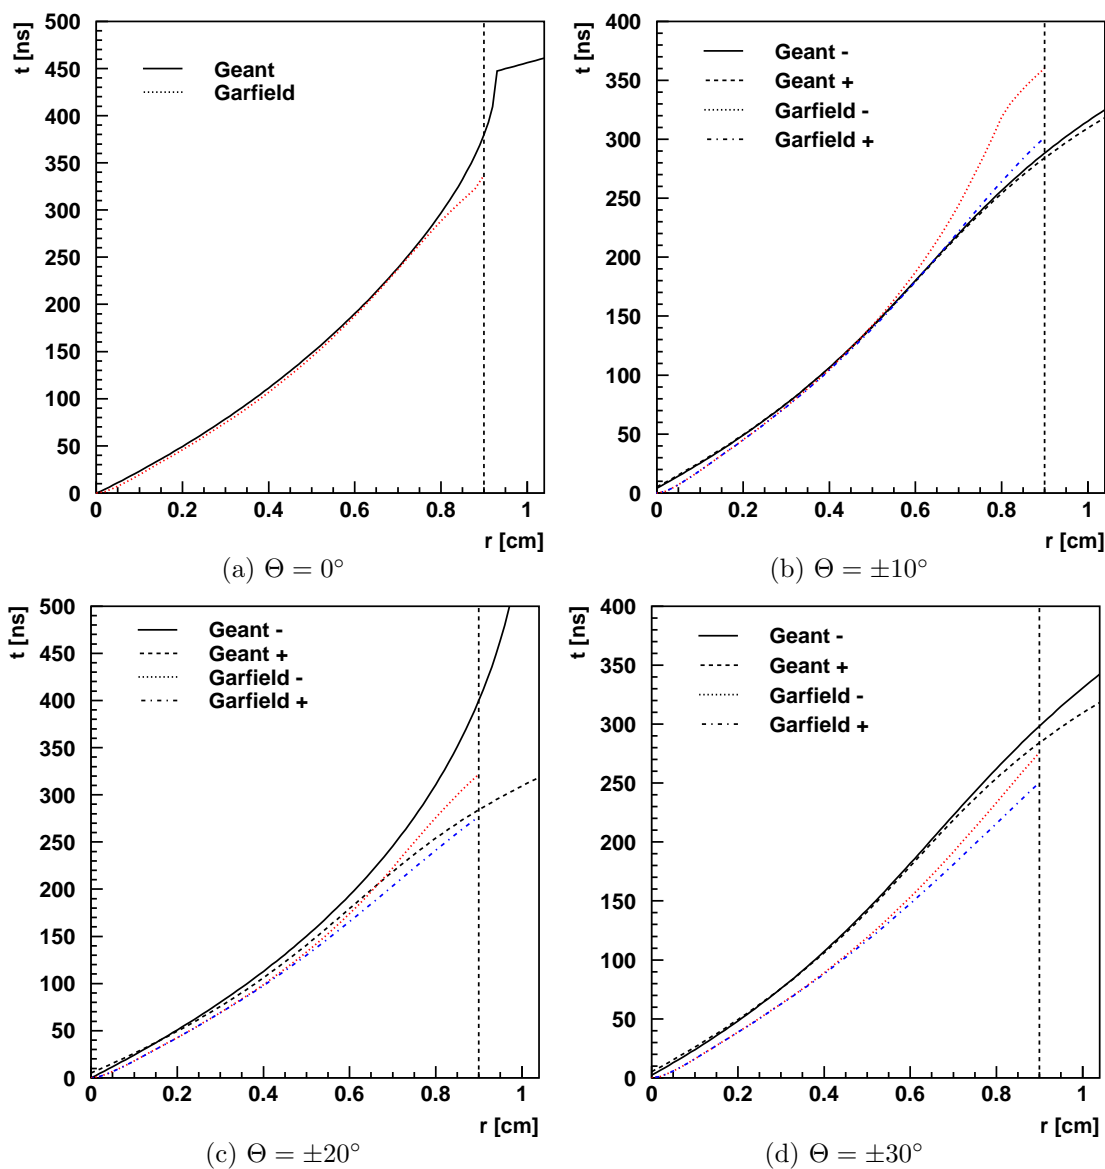 t [ns]
500
450
400
350
300
250
200
150
100
50
0
Geant
Garfield
0 0.2 0.4 0.6 0.8 1
r [cm]
(a) Θ = 0°
t [ns]
400
350
300
250
200
150
100
50
0
Geant -
Geant +
Garfield -
Garfield +
0 0.2 0.4 0.6 0.8 1
r [cm]
(b) Θ = ±10°
t [ns]
500
450
400
350
300
250
200
150
100
50
0
Geant -
Geant +
Garfield -
Garfield +
0 0.2 0.4 0.6 0.8 1
r [cm]
(c) Θ = ±20°
t [ns]
400
350
300
250
200
150
100
50
0
Geant -
Geant +
Garfield -
Garfield +
0 0.2 0.4 0.6 0.8 1
r [cm]
(d) Θ = ±30°